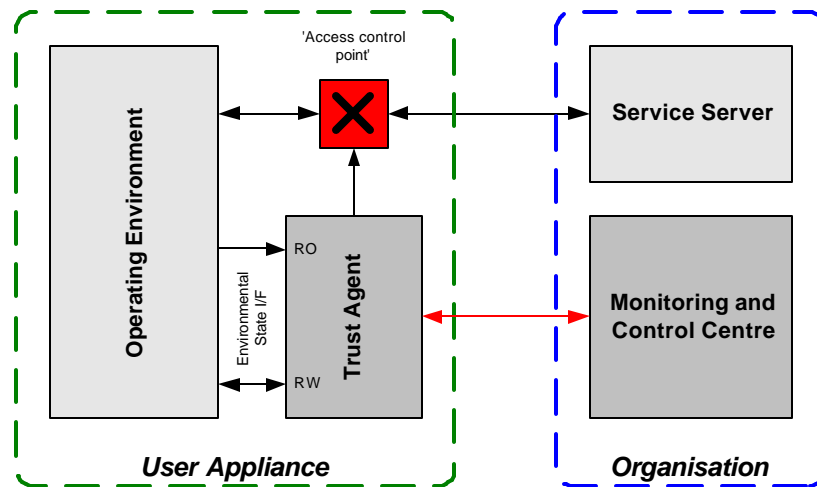 'Access control
point'
Operating Environment
Service Server
RO
Environmental
State I/F
Trust Agent
RW
Monitoring and
Control Centre
User Appliance
Organisation